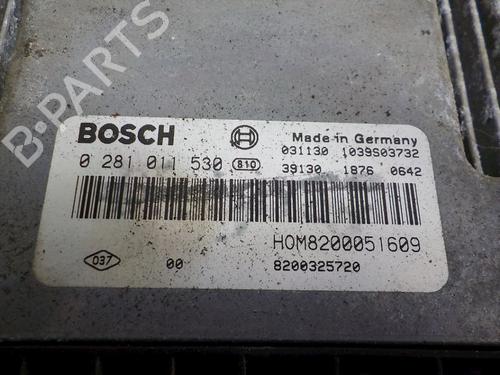 B-PARTS
BOSCH Made in Germany
0 281 011 530 810 031130 1039S03732
39130 1876 0642
HOM8200051609
037 00 8200325720